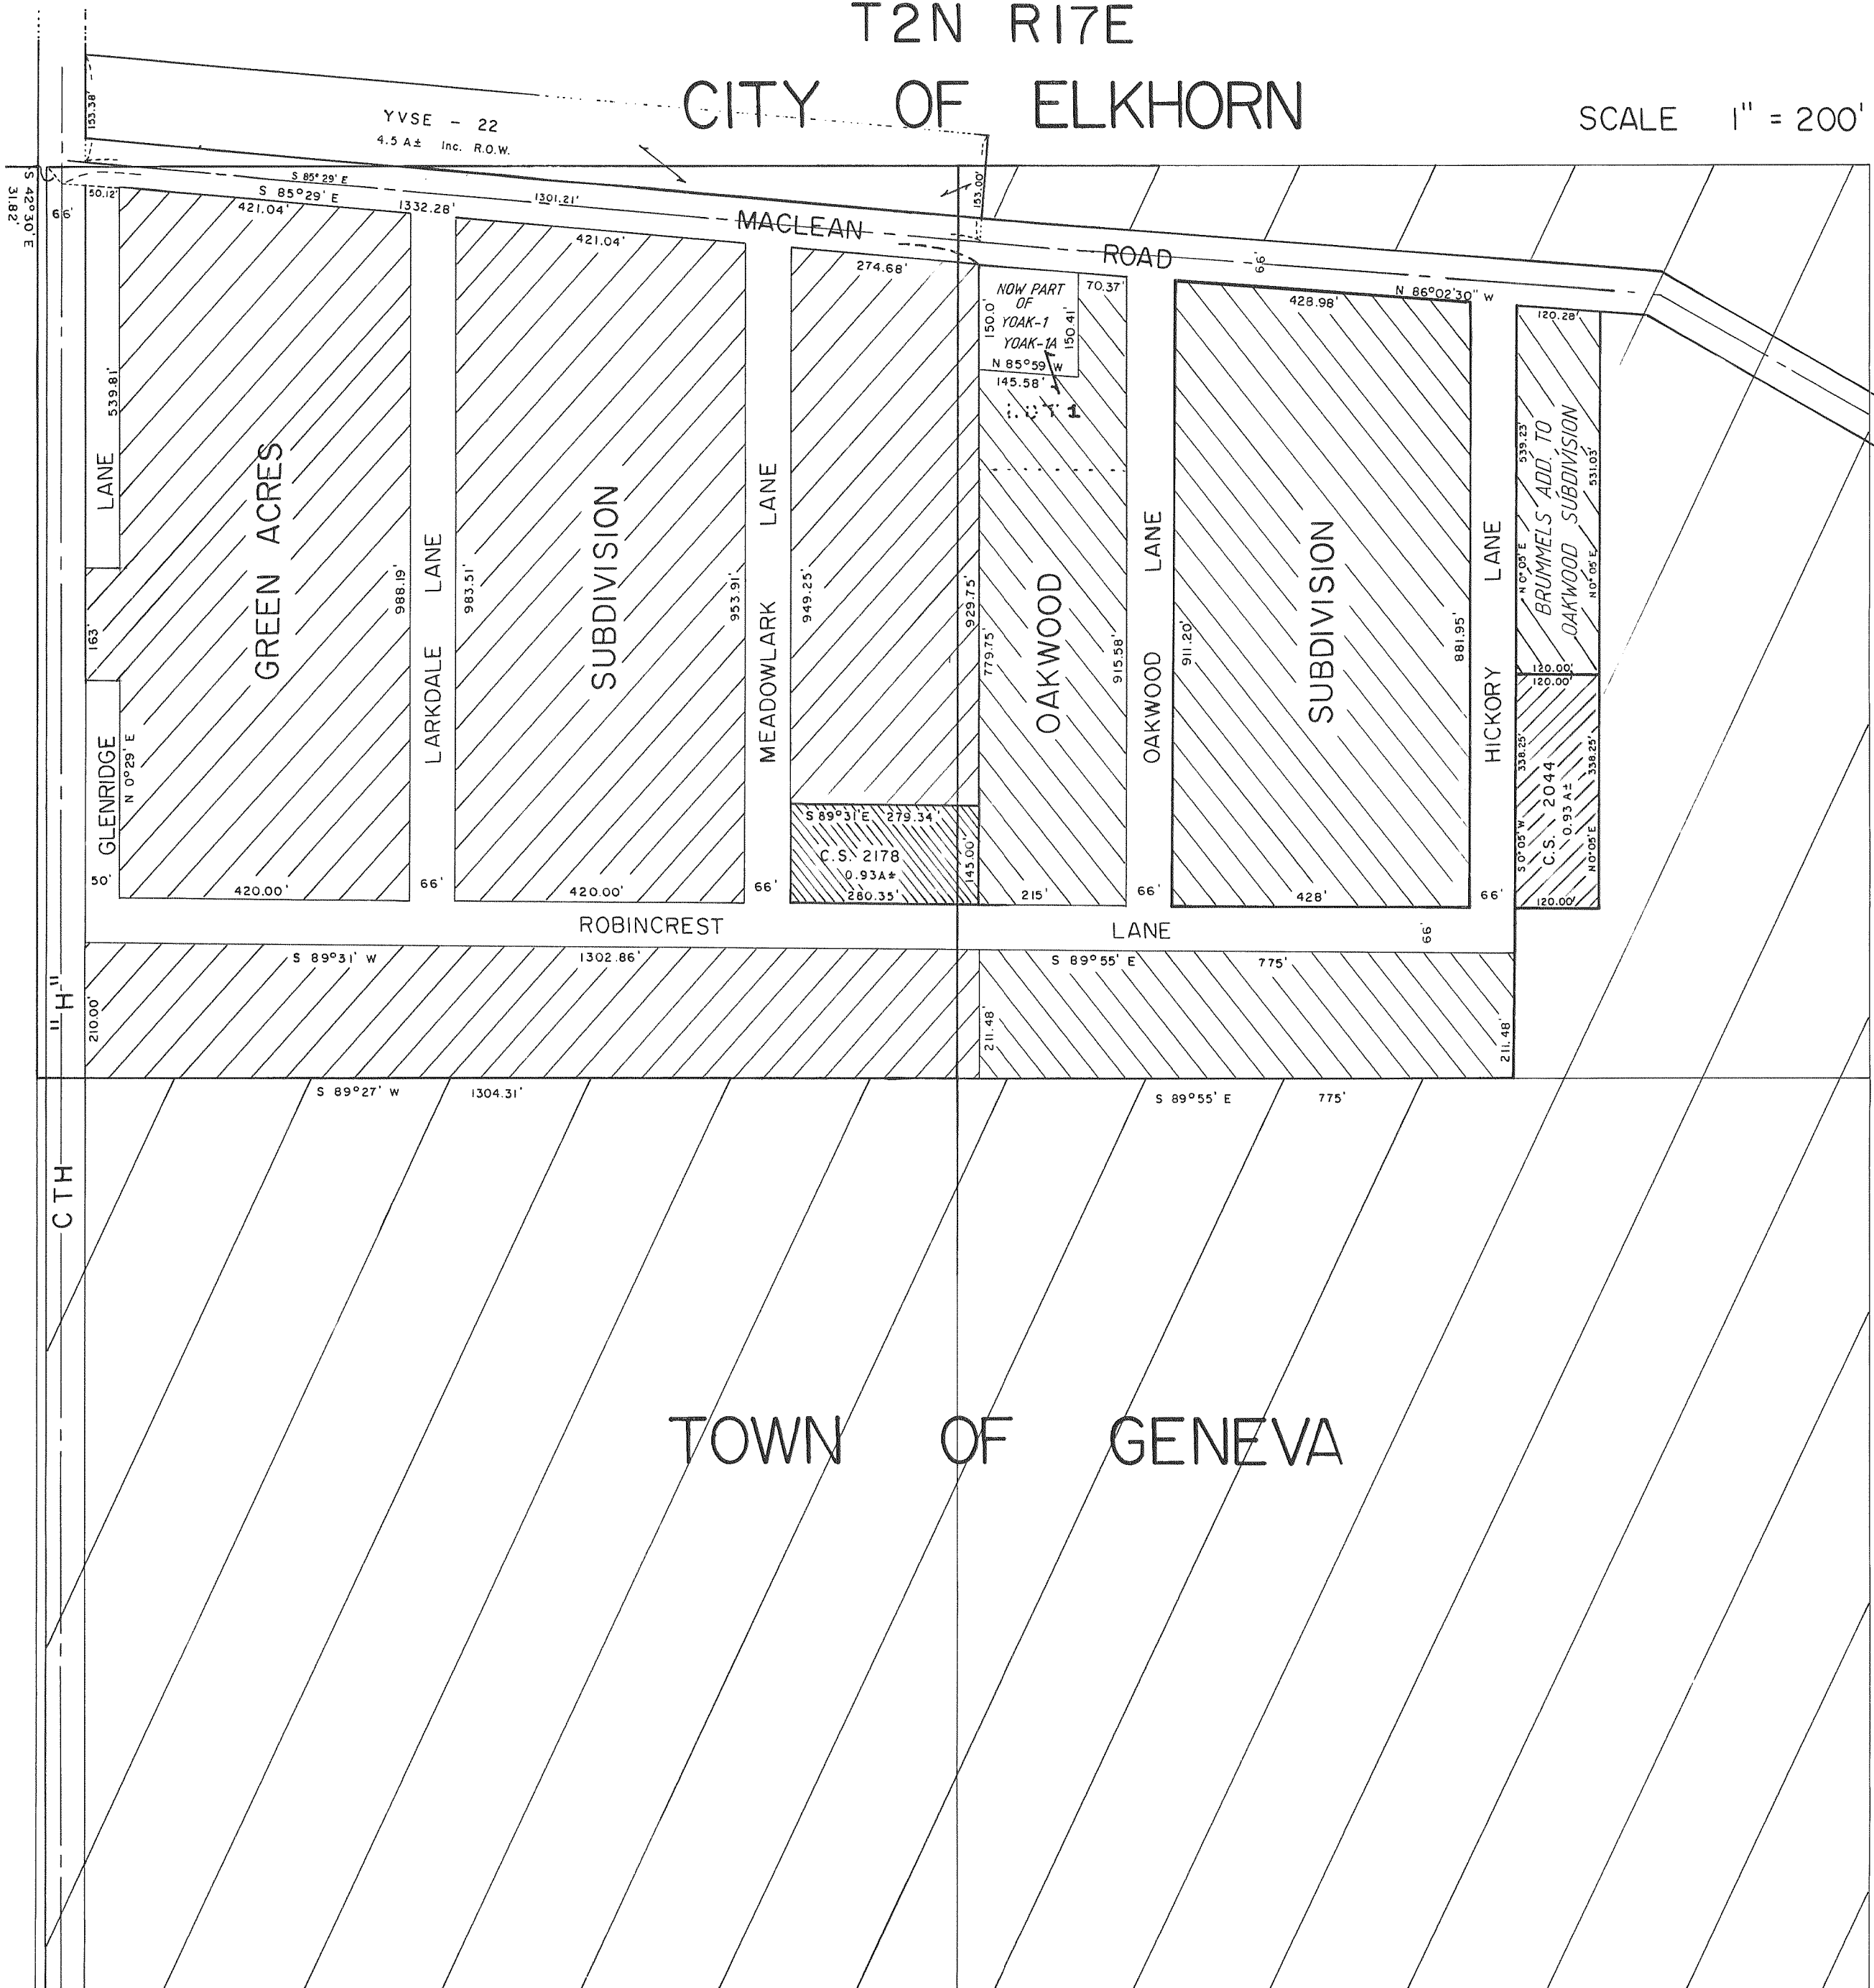 T2N R17E
CITY OF ELKHORN
SCALE 1" = 200'
153.38'
YVSE - 22
4.5 A± Inc. R.O.W.
S 42°30' E
31.82'
66'
50.12'
S 85°29' E
S 85°29' E
1301.21'
421.04'
1332.28'
421.04'
274.68'
153.00'
MACLEAN ROAD
66'
N 86°02'30" W
NOW PART
OF
YOAK-1
YOAK-1A
150.0'
150.41'
70.37'
N 85°59' W
145.58'
LOT 1
428.98'
120.28'
539.81'
GLENRIDGE LANE
163'
N 0°29' E
50'
GREEN ACRES
988.19'
420.00'
LARKDALE LANE
66'
983.51'
SUBDIVISION
953.91'
420.00'
MEADOWLARK LANE
66'
949.25'
929.75'
S 89°31' E 279.34'
C.S. 2178
0.93A±
145.00'
280.35'
779.75'
OAKWOOD
915.58'
215'
OAKWOOD LANE
66'
911.20'
SUBDIVISION
881.95'
428'
HICKORY LANE
66'
539.23'
N 0°05' E
BRUMMELS ADD. TO
OAKWOOD SUBDIVISION
531.03'
N 0°05' E
120.00'
120.00'
338.25'
S 0°05' W
C.S. 2044
0.93 A±
338.25'
N 0°05' E
120.00'
ROBINCREST LANE
66'
S 89°31' W
1302.86'
S 89°55' E
775'
210.00'
211.48'
211.48'
S 89°27' W
1304.31'
S 89°55' E
775'
CTH "H"
TOWN OF GENEVA